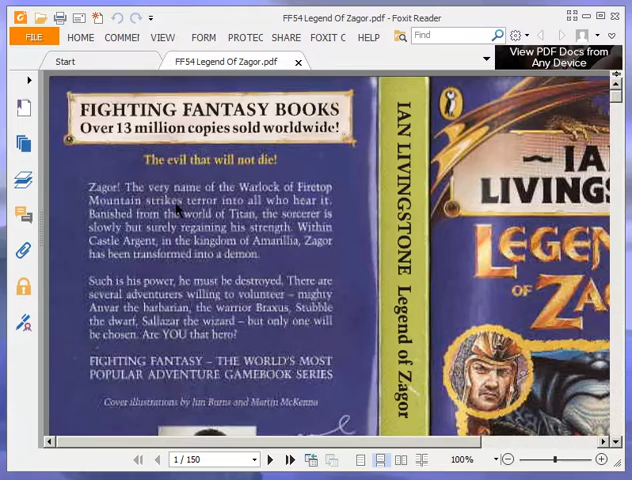 FF54 Legend Of Zagor.pdf - Foxit Reader
FILE HOME COMMEI VIEW FORM PROTEC SHARE FOXIT C HELP Find
View PDF Docs from
Any Device
Start FF54 Legend Of Zagor.pdf
FIGHTING FANTASY BOOKS
Over 13 million copies sold worldwide!
The evil that will not die!
Zagor! The very name of the Warlock of Firetop
Mountain strikes terror into all who hear it.
Banished from the world of Titan, the sorcerer is
slowly but surely regaining his strength. Within
Castle Argent, in the kingdom of Amarillia, Zagor
has been transformed into a demon.
Such is his power, he must be destroyed. There are
several adventurers willing to volunteer – mighty
Anvar the barbarian, the warrior Braxus, Stubble
the dwarf, Sallazar the wizard – but only one will
be chosen. Are YOU that hero?
FIGHTING FANTASY – THE WORLD'S MOST
POPULAR ADVENTURE GAMEBOOK SERIES
Cover illustrations by Jim Burns and Martin McKenna
IAN LIVINGSTONE Legend of Zagor
~ IA
LIVINGS
LEGEN
OF ZA
1 / 150
100%